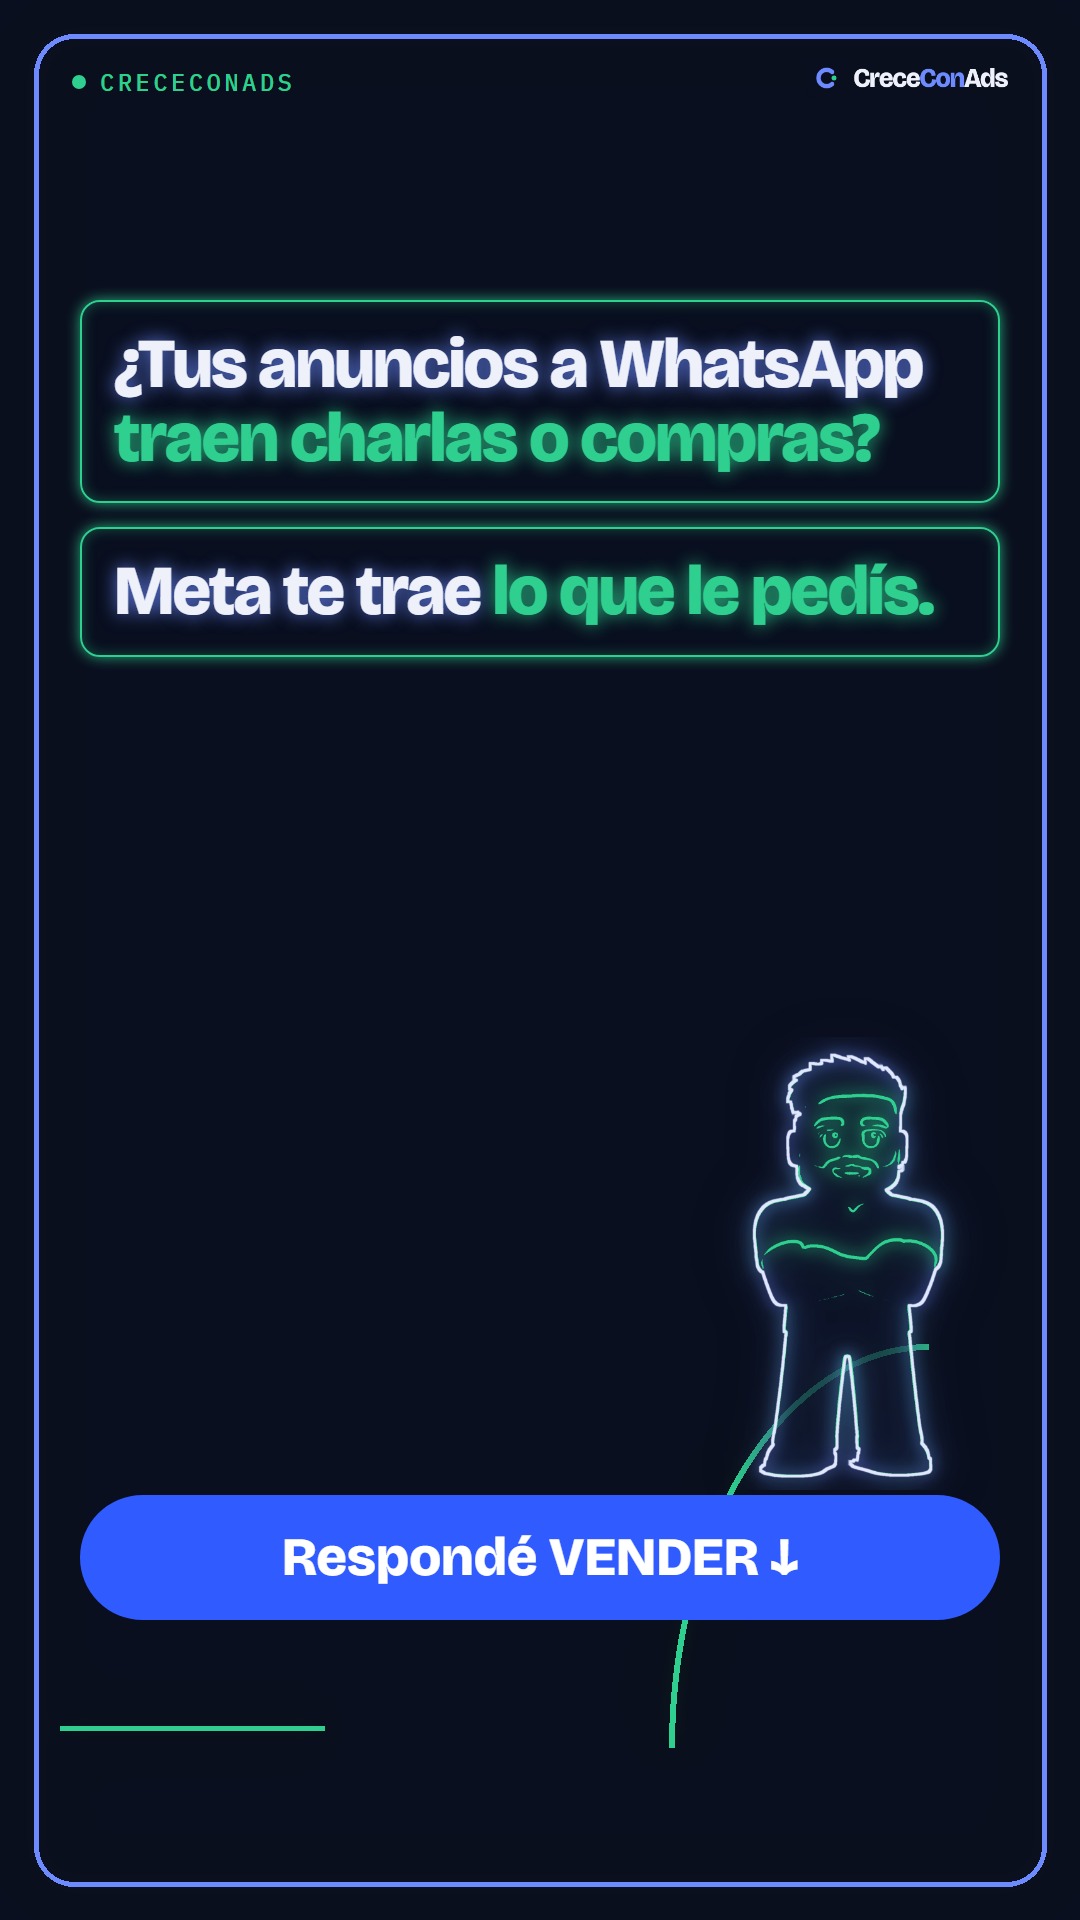 CRECECONADS
CreceConAds
¿Tus anuncios a WhatsApp
traen charlas o compras?
Meta te trae lo que le pedís.
Respondé VENDER ↓